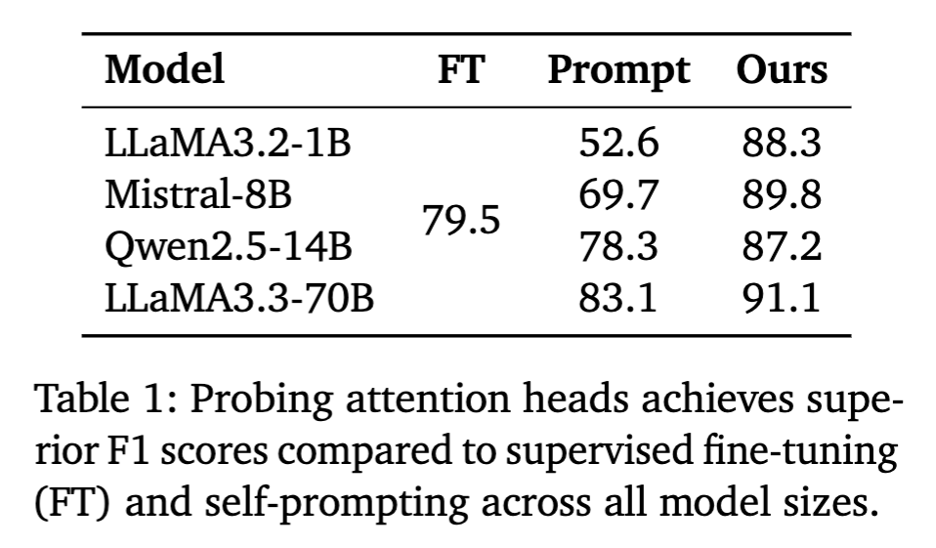 Model FT Prompt Ours
LLaMA3.2-1B 52.6 88.3
Mistral-8B 69.7 89.8
79.5
Qwen2.5-14B 78.3 87.2
LLaMA3.3-70B 83.1 91.1
Table 1: Probing attention heads achieves supe-
rior F1 scores compared to supervised fine-tuning
(FT) and self-prompting across all model sizes.